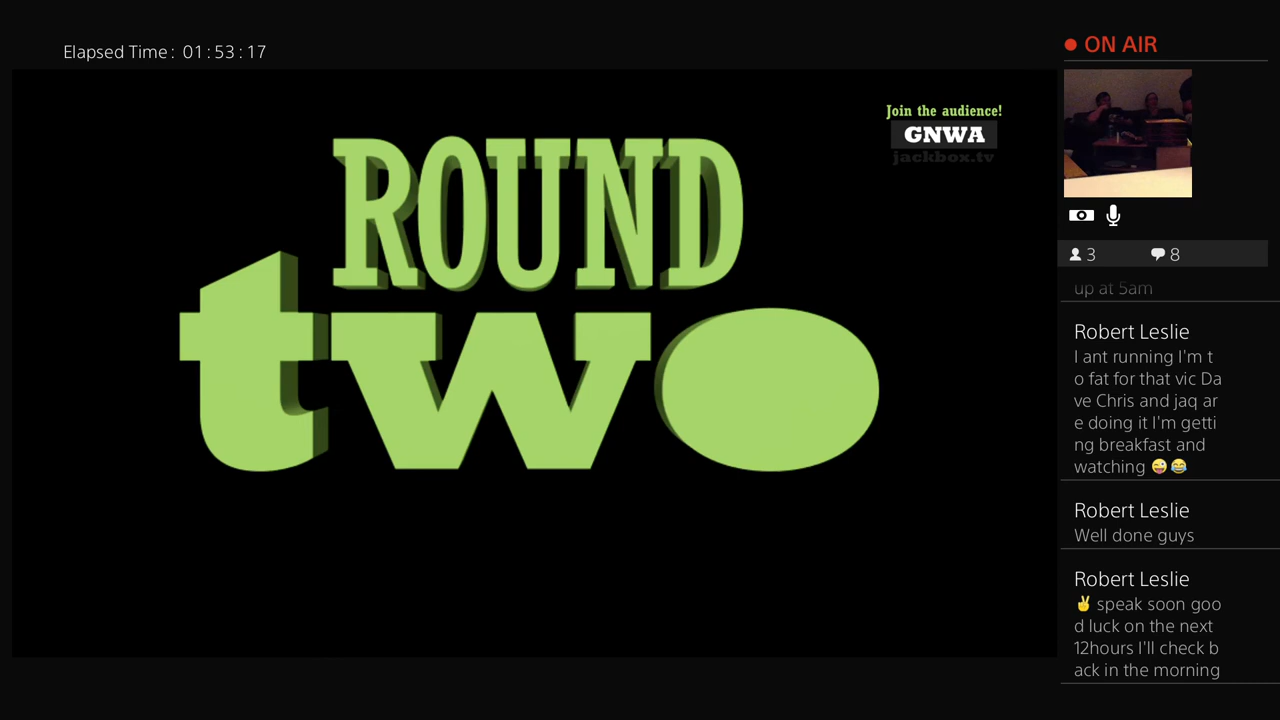 Elapsed Time: 01:53:17
ON AIR
Join the audience!
GNWA
jackbox.tv
ROUND
two
3
8
up at 5am
Robert Leslie
I ant running I'm t
o fat for that vic Da
ve Chris and jaq ar
e doing it I'm getti
ng breakfast and
watching 😜😂
Robert Leslie
Well done guys
Robert Leslie
✌ speak soon goo
d luck on the next
12hours I'll check b
ack in the morning